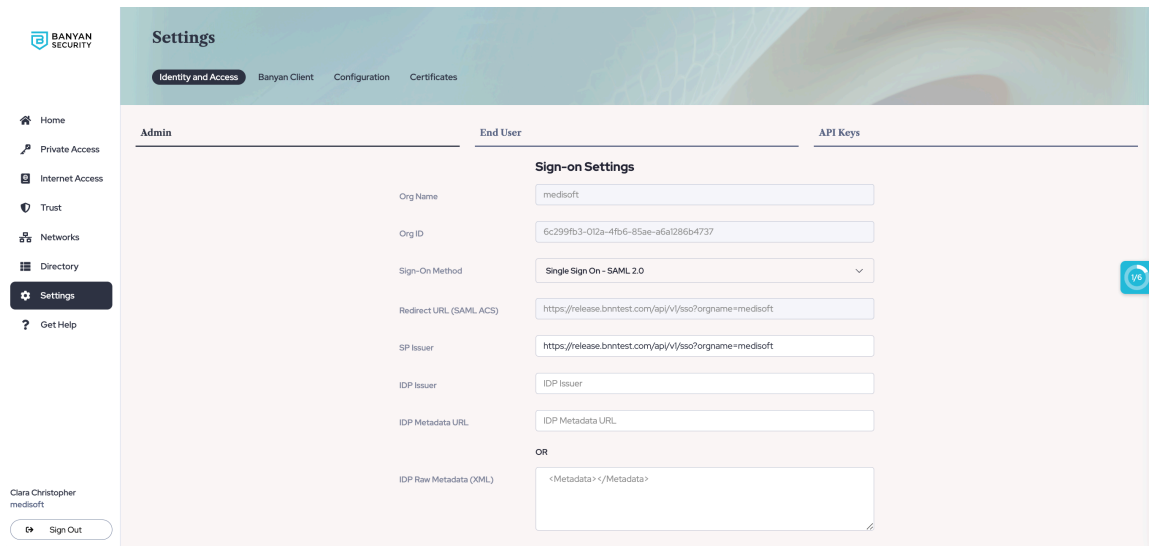 BANYAN
SECURITY
Settings
Identity and Access Banyan Client Configuration Certificates
Home
Private Access
Internet Access
Trust
Networks
Directory
Settings
Get Help
Clara Christopher
medisoft
Sign Out
Admin End User API Keys
Sign-on Settings
Org Name medisoft
Org ID 6c299fb3-012a-4fb6-85ae-a6a1286b4737
Sign-On Method Single Sign On - SAML 2.0
Redirect URL (SAML ACS) https://release.bnntest.com/api/v1/sso?orgname=medisoft
SP Issuer https://release.bnntest.com/api/v1/sso?orgname=medisoft
IDP Issuer IDP Issuer
IDP Metadata URL IDP Metadata URL
OR
IDP Raw Metadata (XML) <Metadata></Metadata>
1/6